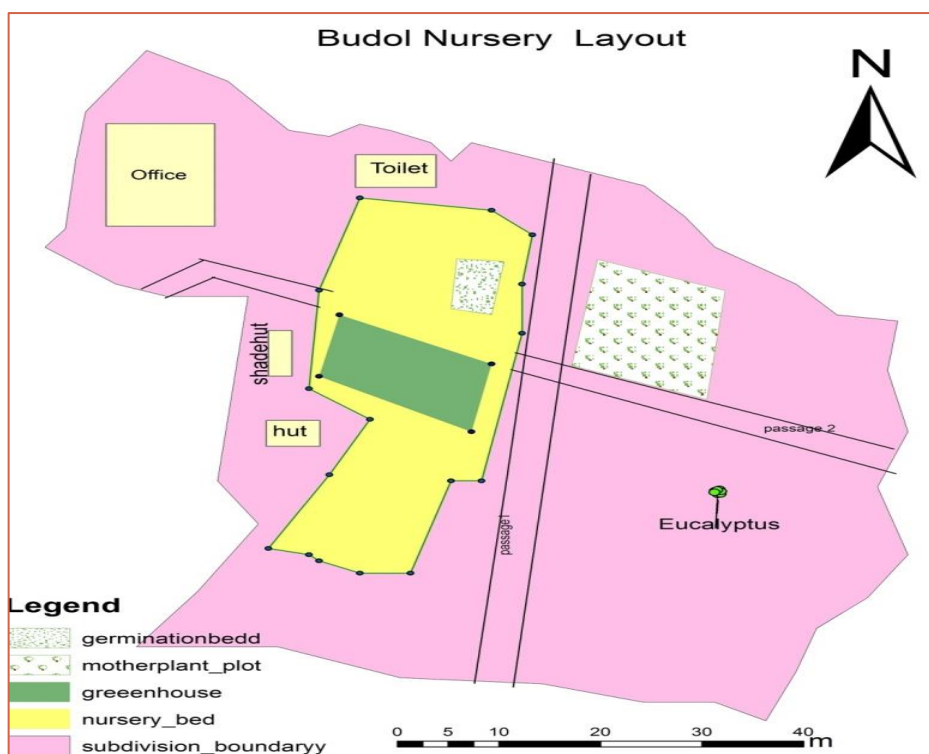 Budol Nursery Layout
N
Office
Toilet
shadehut
hut
passage 2
passage1
Eucalyptus
Legend
germinationbedd
motherplant_plot
greeenhouse
nursery_bed
subdivision_boundaryy
0 5 10 20 30 40 m